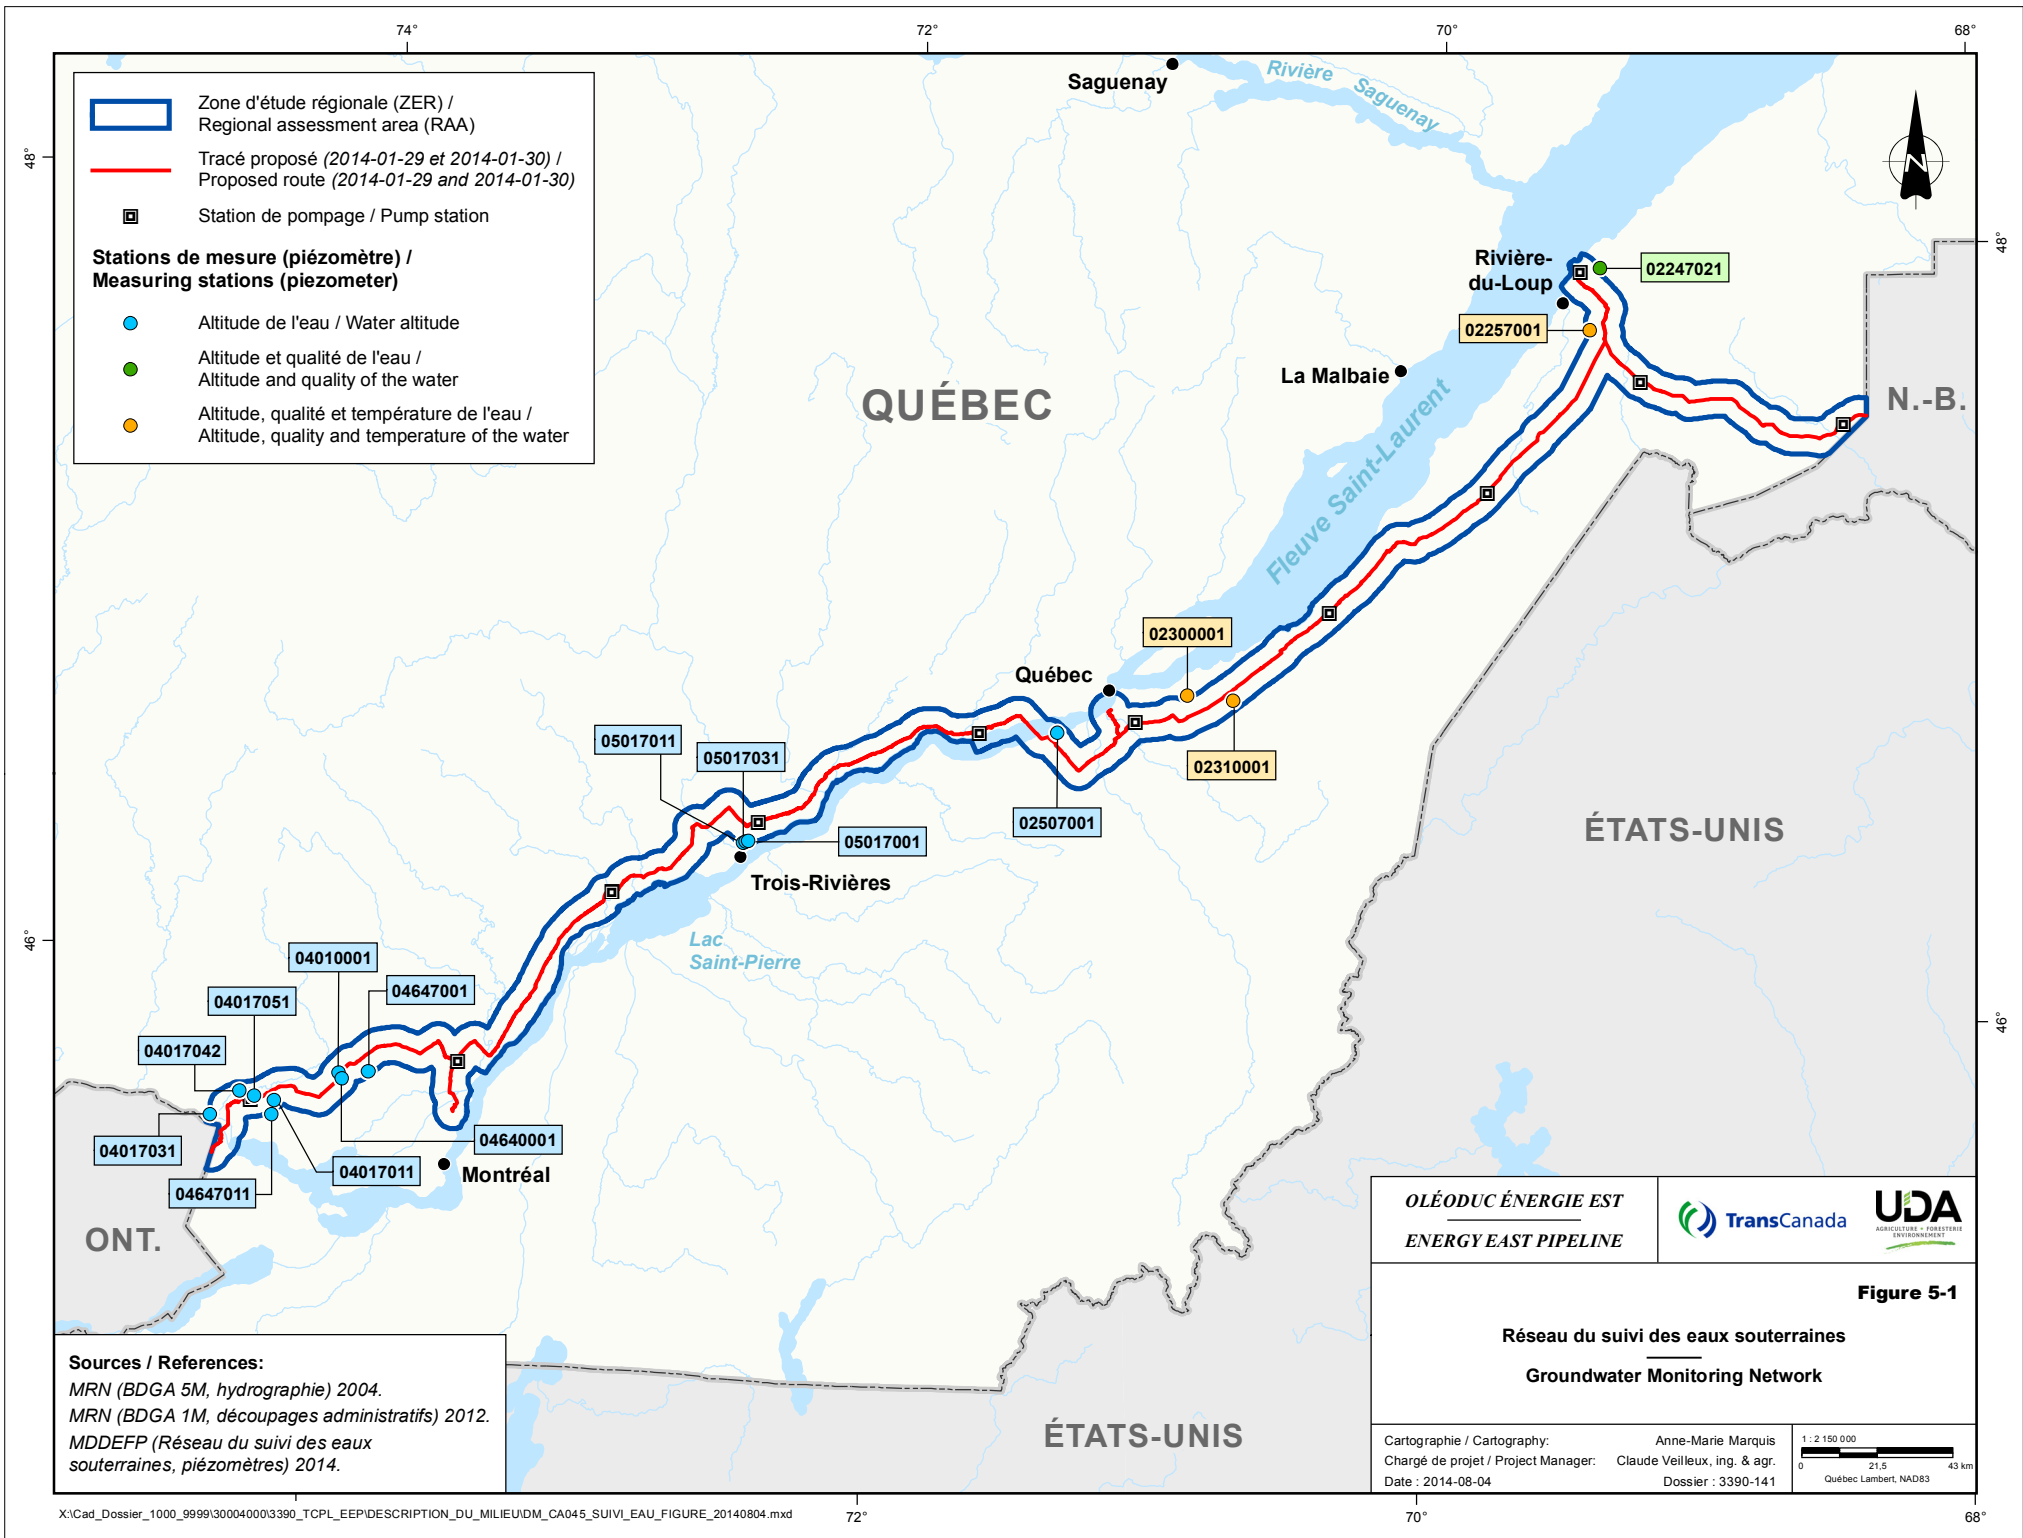 74°
72°
70°
68°
48°
46°
48°
46°
72°
70°
68°
Zone d'étude régionale (ZER) /
Regional assessment area (RAA)
Tracé proposé (2014-01-29 et 2014-01-30) /
Proposed route (2014-01-29 and 2014-01-30)
Station de pompage / Pump station
Stations de mesure (piézomètre) /
Measuring stations (piezometer)
Altitude de l'eau / Water altitude
Altitude et qualité de l'eau /
Altitude and quality of the water
Altitude, qualité et température de l'eau /
Altitude, quality and temperature of the water
Saguenay
Rivière Saguenay
N
Rivière-
du-Loup
02247021
02257001
La Malbaie
QUÉBEC
N.-B.
Fleuve Saint-Laurent
02300001
Québec
05017011
05017031
02310001
02507001
05017001
ÉTATS-UNIS
Trois-Rivières
Lac
Saint-Pierre
04010001
04647001
04017051
04017042
04640001
04017031
04017011
Montréal
04647011
ONT.
ÉTATS-UNIS
OLÉODUC ÉNERGIE EST
ENERGY EAST PIPELINE
TransCanada
UDA
AGRICULTURE • FORESTERIE
ENVIRONNEMENT
Figure 5-1
Réseau du suivi des eaux souterraines
Groundwater Monitoring Network
Cartographie / Cartography: Anne-Marie Marquis
Chargé de projet / Project Manager: Claude Veilleux, ing. & agr.
Date : 2014-08-04 Dossier : 3390-141
1 : 2 150 000
0 21,5 43 km
Québec Lambert, NAD83
Sources / References:
MRN (BDGA 5M, hydrographie) 2004.
MRN (BDGA 1M, découpages administratifs) 2012.
MDDEFP (Réseau du suivi des eaux
souterraines, piézomètres) 2014.
X:\Cad_Dossier_1000_9999\30004000\3390_TCPL_EEP\DESCRIPTION_DU_MILIEU\DM_CA045_SUIVI_EAU_FIGURE_20140804.mxd